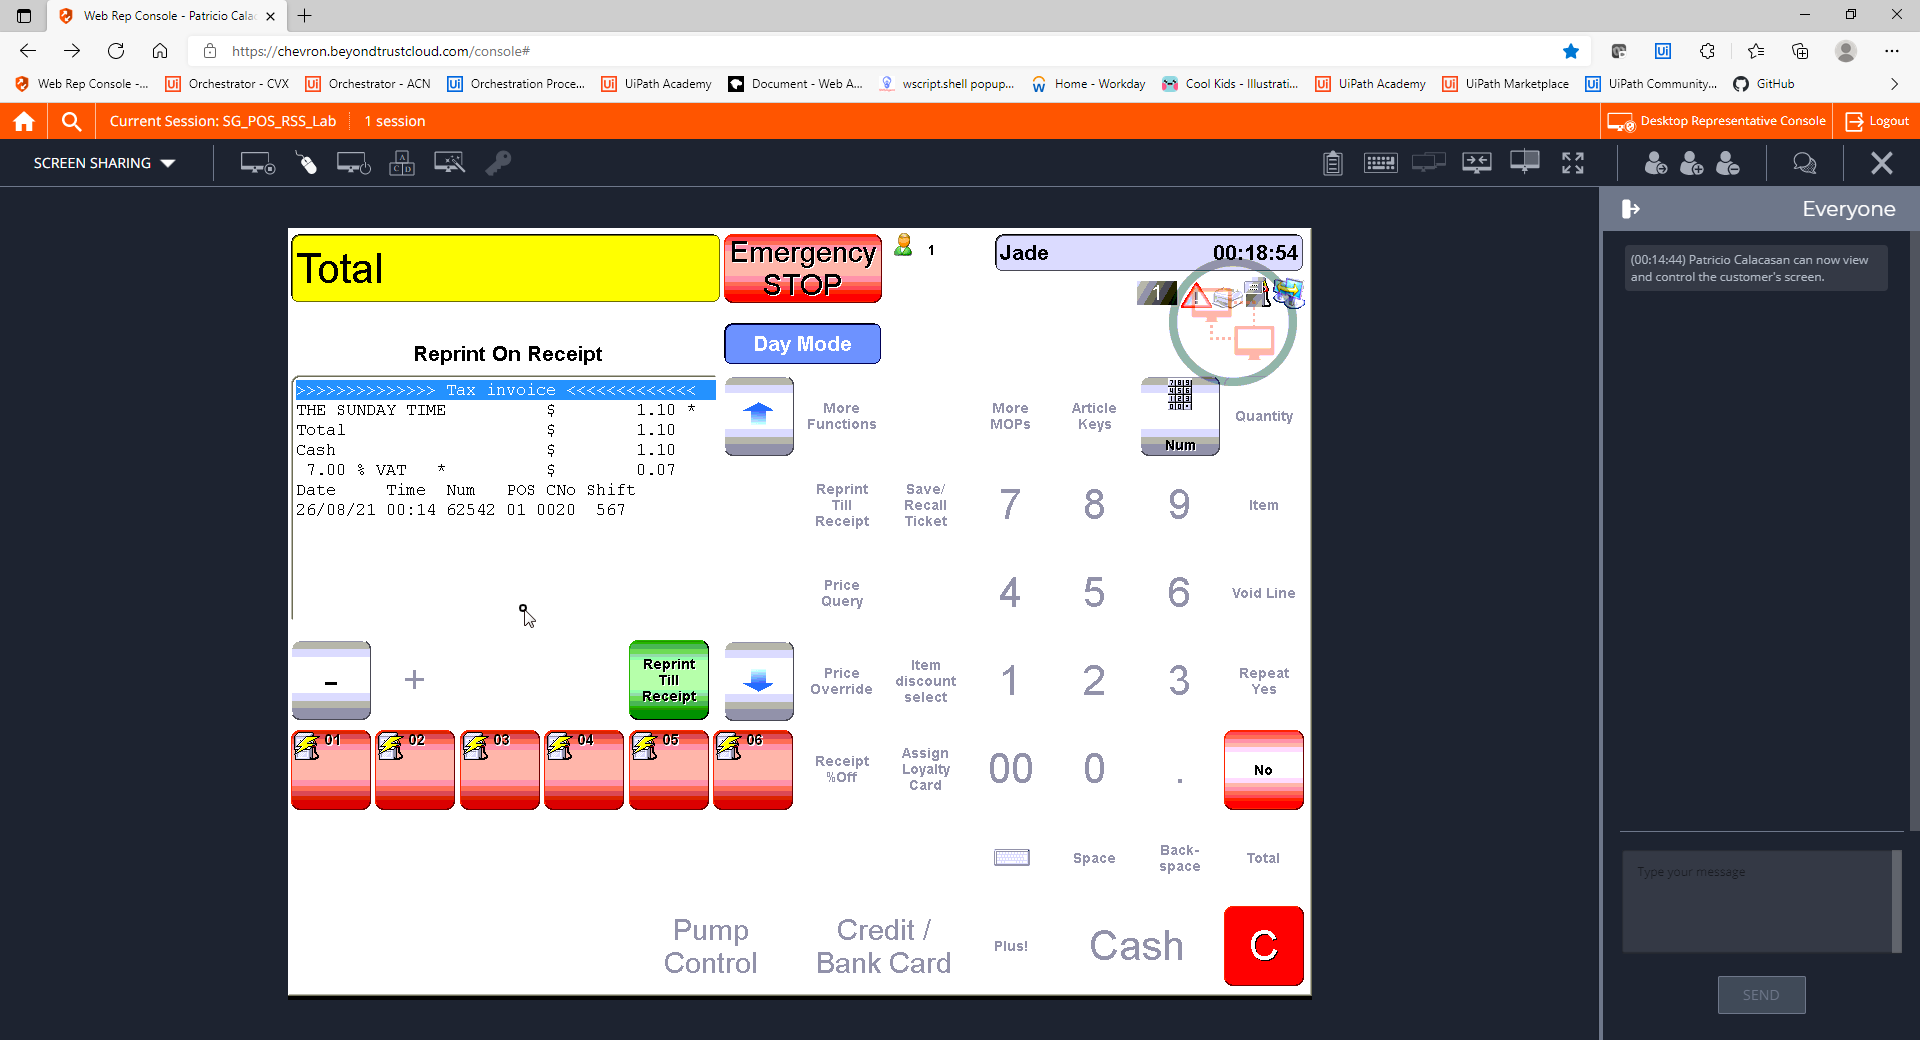 Web Rep Console - Patricio Cala
https://chevron.beyondtrustcloud.com/console#
Web Rep Console -... Orchestrator - CVX Orchestrator - ACN Orchestration Proce... UiPath Academy Document - Web A... wscript.shell popup... Home - Workday Cool Kids - Illustrati... UiPath Academy UiPath Marketplace UiPath Community... GitHub
Current Session: SG_POS_RSS_Lab 1 session Desktop Representative Console Logout
SCREEN SHARING
Everyone
(00:14:44) Patricio Calacasan can now view
and control the customer's screen.
Total
Emergency
STOP
1
Jade 00:18:54
1
Day Mode
Reprint On Receipt
>>>>>>>>>>>>>> Tax invoice <<<<<<<<<<<<<
THE SUNDAY TIME $ 1.10 *
Total $ 1.10
Cash $ 1.10
7.00 % VAT * $ 0.07
Date Time Num POS CNo Shift
26/08/21 00:14 62542 01 0020 567
More
Functions
More
MOPs
Article
Keys
Num
Quantity
Reprint
Till
Receipt
Save/
Recall
Ticket
7 8 9
Item
Price
Query
4 5 6
Void Line
- +
Reprint
Till
Receipt
Price
Override
Item
discount
select
1 2 3
Repeat
Yes
01 02 03 04 05 06
Receipt
%Off
Assign
Loyalty
Card
00 0 .
No
Space
Back-
space
Total
Pump
Control
Credit /
Bank Card
Plus!
Cash
C
Type your message
SEND